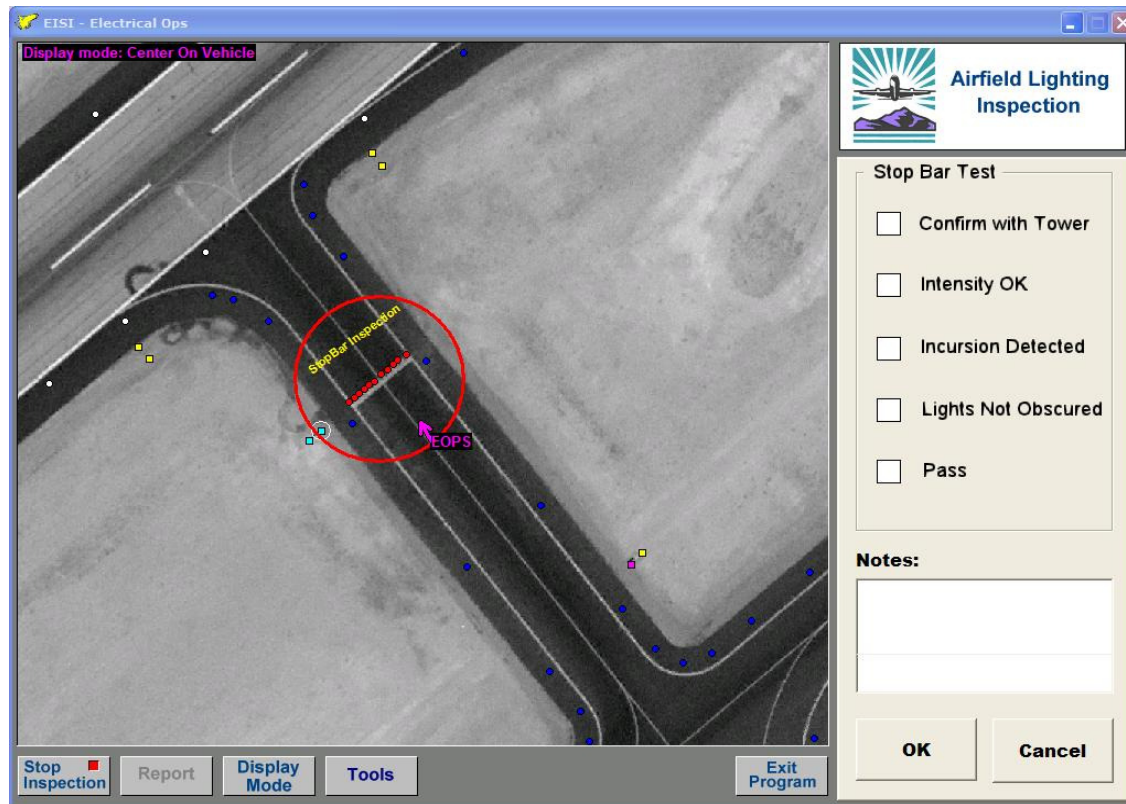 EISI - Electrical Ops
Display mode: Center On Vehicle
StopBar Inspection
EOPS
Airfield Lighting
Inspection
Stop Bar Test
Confirm with Tower
Intensity OK
Incursion Detected
Lights Not Obscured
Pass
Notes:
OK
Cancel
Stop
Inspection
Report
Display
Mode
Tools
Exit
Program